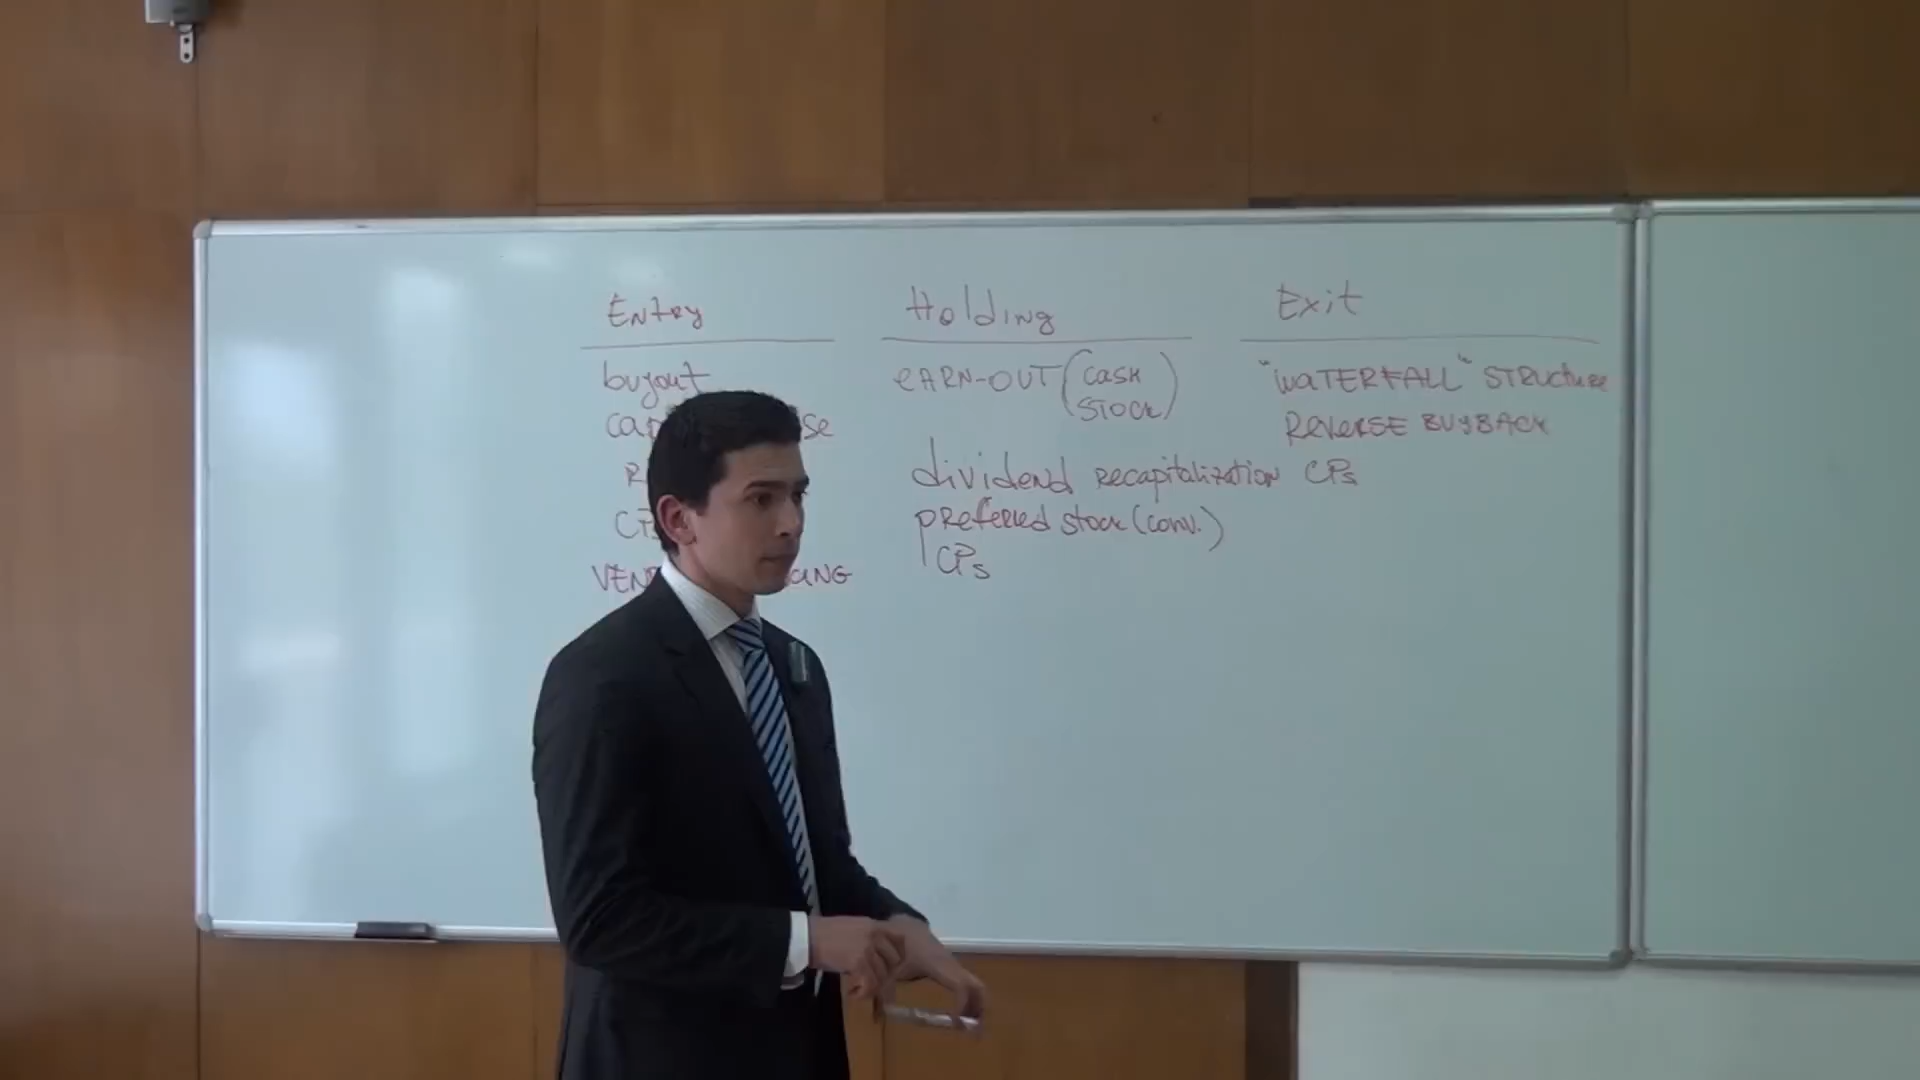 Entry
buyout
VEN
Holding
EARN-OUT (cash
stock)
dividend recapitalization CPs
preferred stock (conv.)
CPs
Exit
"WATERFALL" STRUCTURE
REVERSE BUYBACK